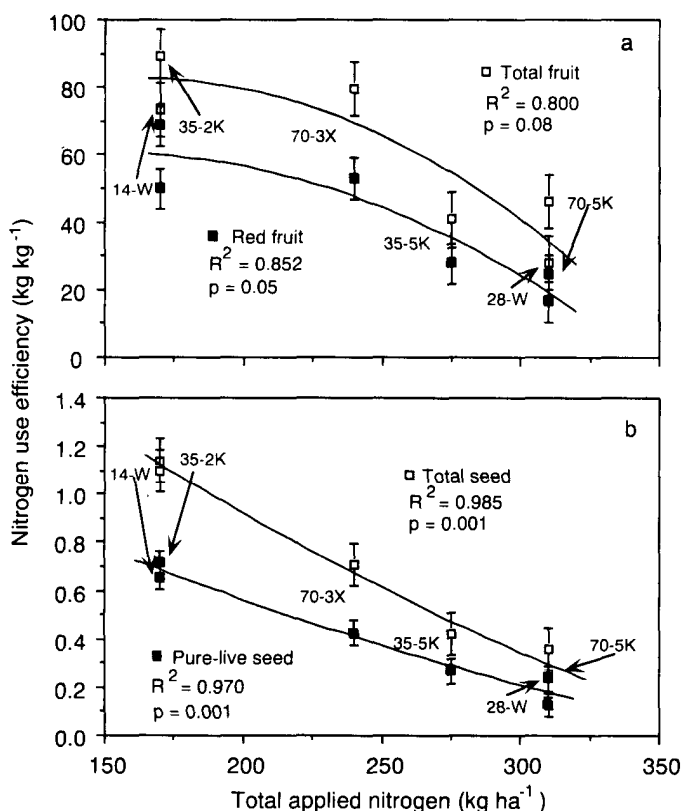 Nitrogen use efficiency (kg kg⁻¹)
100
80
60
40
20
0
a
□ Total fruit
R² = 0.800
p = 0.08
35-2K
14-W
70-3X
■ Red fruit
R² = 0.852
p = 0.05
35-5K
28-W
70-5K
1.4
1.2
1.0
0.8
0.6
0.4
0.2
0.0
b
14-W
35-2K
□ Total seed
R² = 0.985
p = 0.001
70-3X
35-5K
70-5K
28-W
■ Pure-live seed
R² = 0.970
p = 0.001
150 200 250 300 350
Total applied nitrogen (kg ha⁻¹)